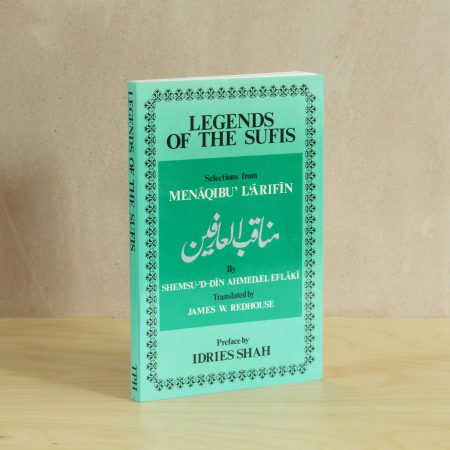 LEGENDS OF THE SUFIS
TPH
LEGENDS
OF THE SUFIS
Selections from
MENĀQIBU' L'ĀRIFĪN
مناقب العارفين
By
SHEMSU-'D-DĪN AHMED, EL EFLĀKĪ
Translated by
JAMES W. REDHOUSE
Preface by
IDRIES SHAH